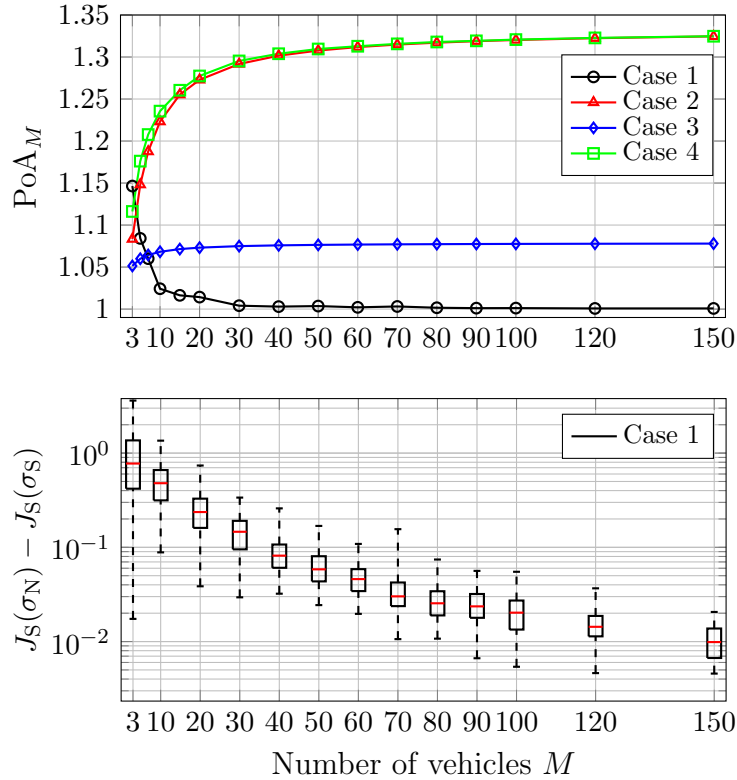 1.35
1.3
1.25
1.2
1.15
1.1
1.05
1
PoA_M
Case 1
Case 2
Case 3
Case 4
3 10 20 30 40 50 60 70 80 90 100 120 150
10^0
10^−1
10^−2
J_S(σ_N) − J_S(σ_S)
Case 1
3 10 20 30 40 50 60 70 80 90 100 120 150
Number of vehicles M